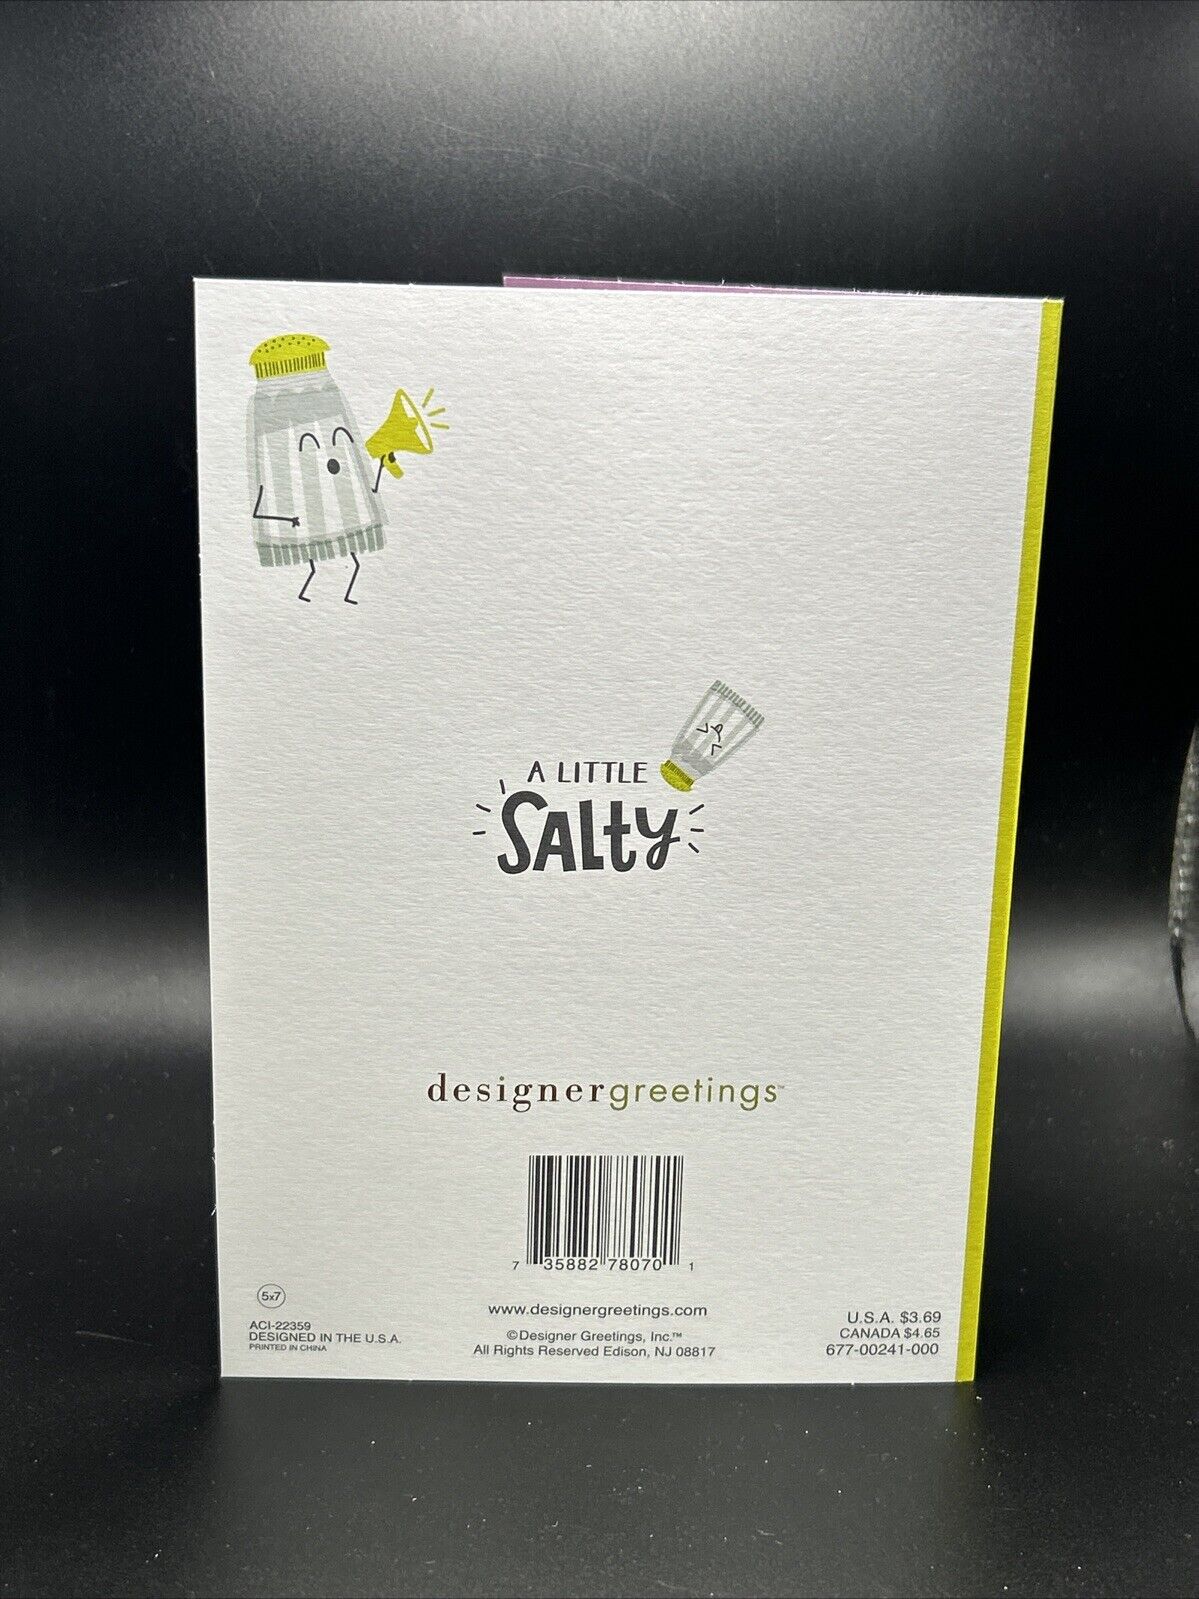 A LITTLE
SALty
designergreetings™
7 35882 78070 1
5x7
ACI-22359
DESIGNED IN THE U.S.A.
PRINTED IN CHINA
www.designergreetings.com
©Designer Greetings, Inc.™
All Rights Reserved Edison, NJ 08817
U.S.A. $3.69
CANADA $4.65
677-00241-000